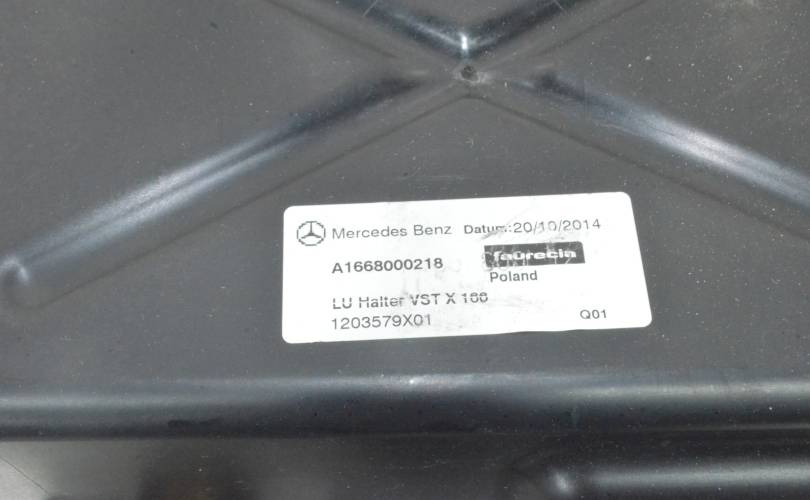 Mercedes Benz Datum:20/10/2014
A1668000218 faurecia
Poland
LU Halter VST X 166
1203579X01 Q01